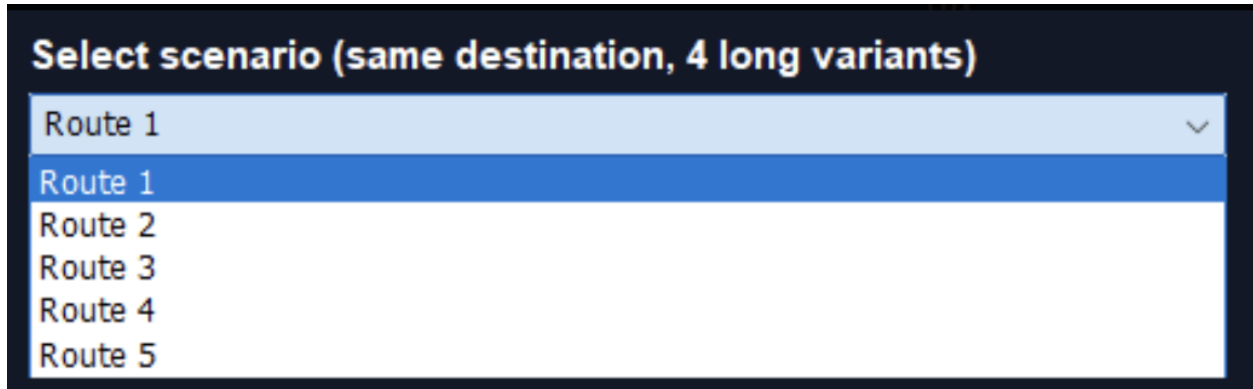 Select scenario (same destination, 4 long variants)
Route 1
Route 1
Route 2
Route 3
Route 4
Route 5